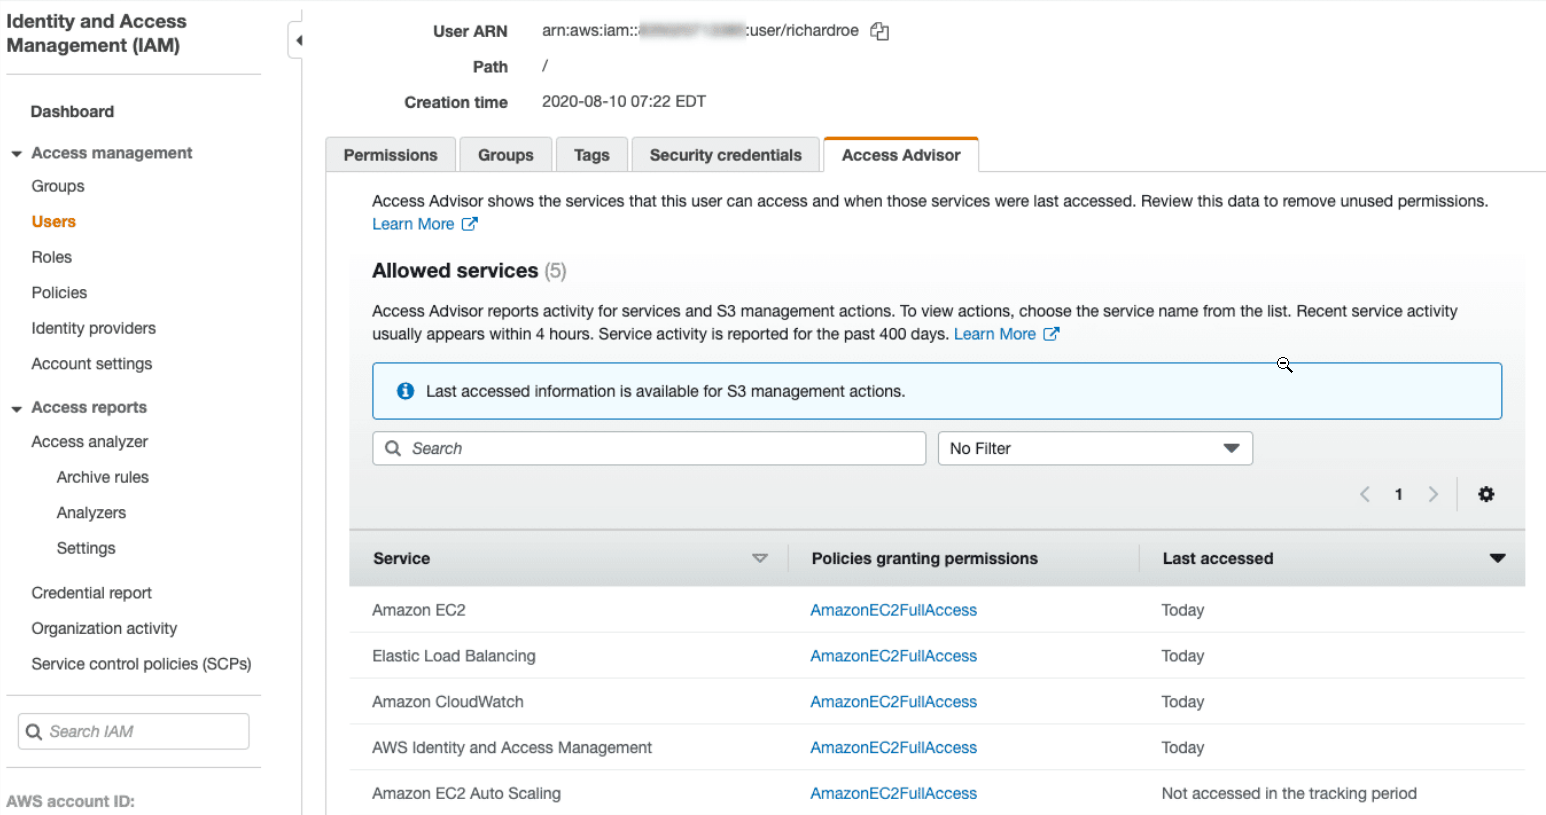 Identity and Access
Management (IAM)
Dashboard
Access management
Groups
Users
Roles
Policies
Identity providers
Account settings
Access reports
Access analyzer
Archive rules
Analyzers
Settings
Credential report
Organization activity
Service control policies (SCPs)
Search IAM
AWS account ID:
User ARN arn:aws:iam:: :user/richardroe
Path /
Creation time 2020-08-10 07:22 EDT
Permissions Groups Tags Security credentials Access Advisor
Access Advisor shows the services that this user can access and when those services were last accessed. Review this data to remove unused permissions.
Learn More
Allowed services (5)
Access Advisor reports activity for services and S3 management actions. To view actions, choose the service name from the list. Recent service activity
usually appears within 4 hours. Service activity is reported for the past 400 days. Learn More
Last accessed information is available for S3 management actions.
Search No Filter
1
Service Policies granting permissions Last accessed
Amazon EC2 AmazonEC2FullAccess Today
Elastic Load Balancing AmazonEC2FullAccess Today
Amazon CloudWatch AmazonEC2FullAccess Today
AWS Identity and Access Management AmazonEC2FullAccess Today
Amazon EC2 Auto Scaling AmazonEC2FullAccess Not accessed in the tracking period